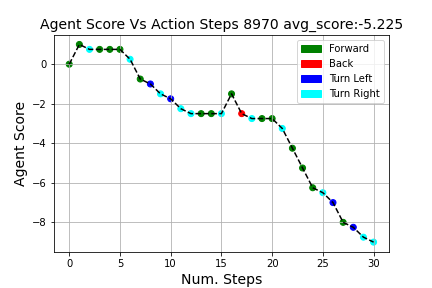 Agent Score Vs Action Steps 8970 avg_score:-5.225
Forward
Back
Turn Left
Turn Right
Agent Score
0
−2
−4
−6
−8
0 5 10 15 20 25 30
Num. Steps